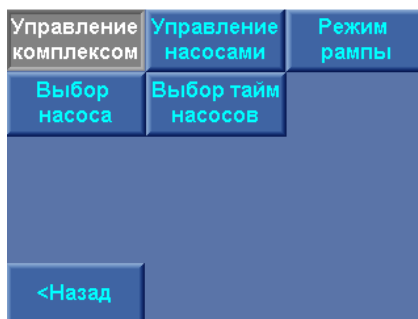 Управление
комплексом
Управление
насосами
Режим
рампы
Выбор
насоса
Выбор тайм
насосов
<Назад